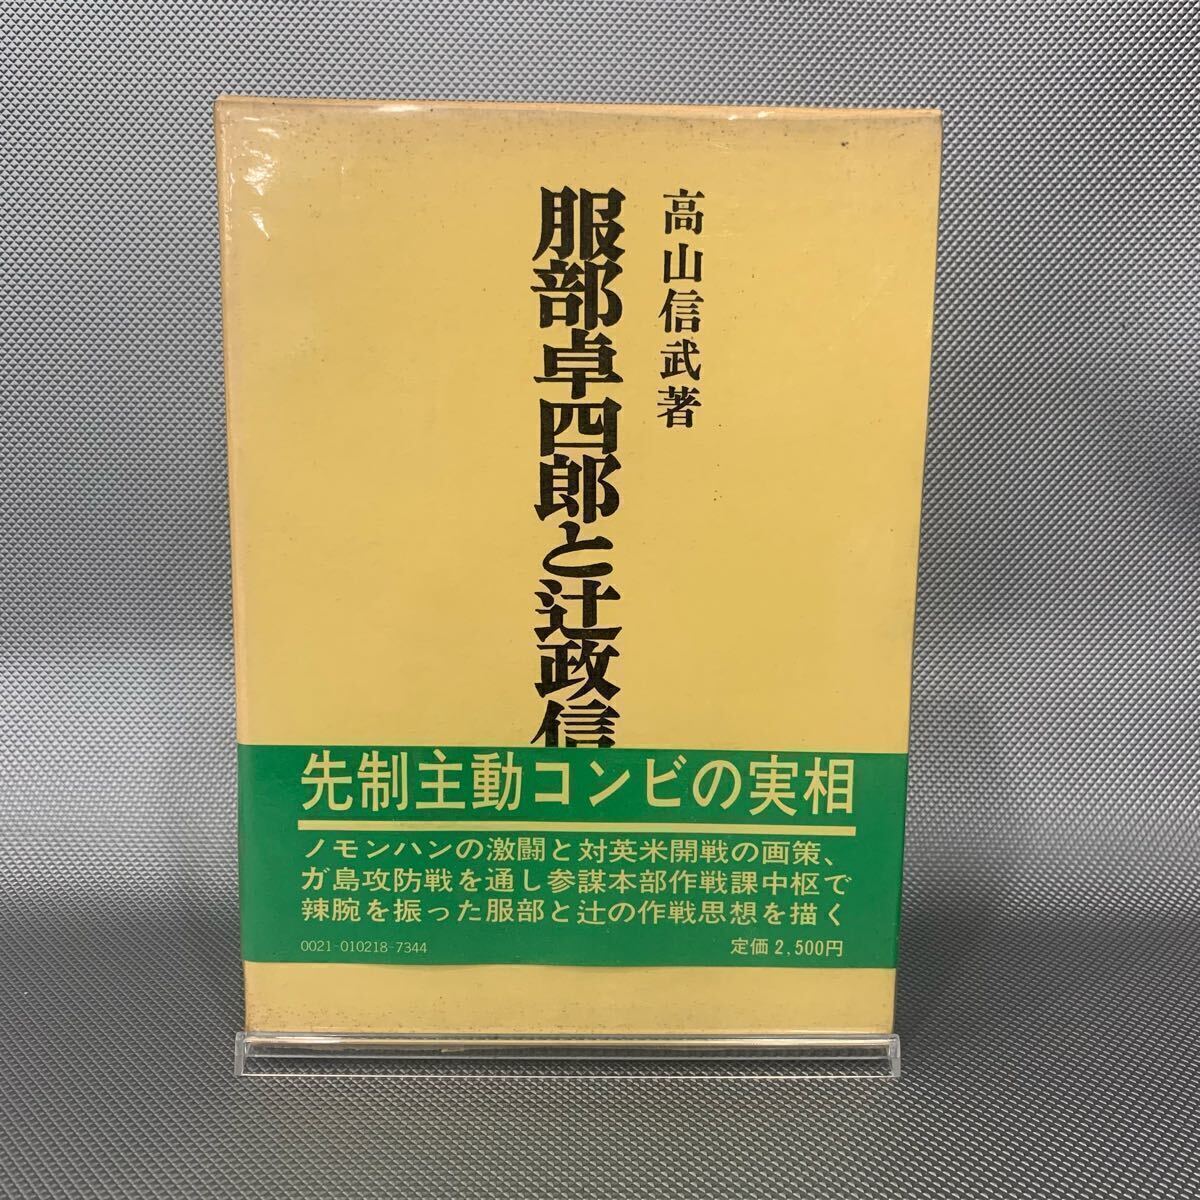 高山信武著
服部卓四郎と辻政信
先制主動コンビの実相
ノモンハンの激闘と対英米開戦の画策、
ガ島攻防戦を通し参謀本部作戦課中枢で
辣腕を振った服部と辻の作戦思想を描く
0021-010218-7344
定価2,500円